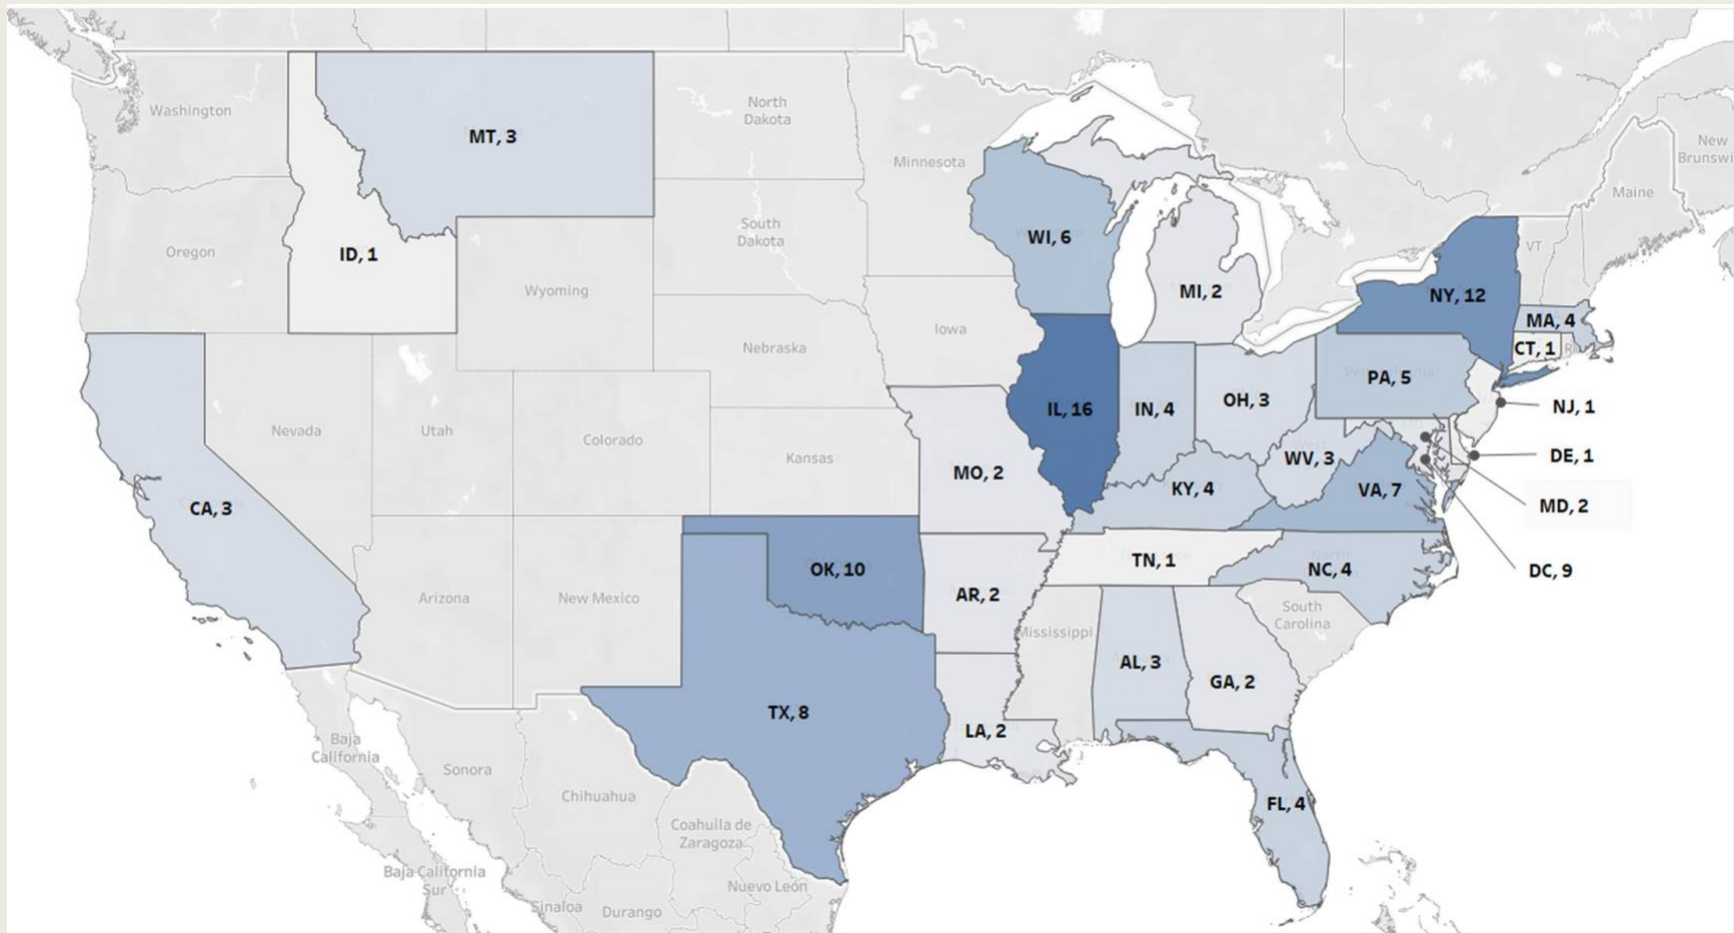 Washington
MT, 3
North
Dakota
Minnesota
New
Brunswi
Maine
Oregon
ID, 1
South
Dakota
WI, 6
VT
Wyoming
MI, 2
NY, 12
MA, 4
Iowa
CT, 1
Nebraska
PA, 5
IL, 16
IN, 4
OH, 3
NJ, 1
Nevada
Utah
Colorado
Kansas
WV, 3
DE, 1
MO, 2
KY, 4
VA, 7
CA, 3
MD, 2
OK, 10
TN, 1
NC, 4
DC, 9
Arizona
New Mexico
AR, 2
South
Carolina
Mississippi
AL, 3
GA, 2
TX, 8
LA, 2
Baja
California
Sonora
Chihuahua
FL, 4
Coahuila de
Zaragoza
Baja California
Sur
Nuevo León
Sinaloa
Durango